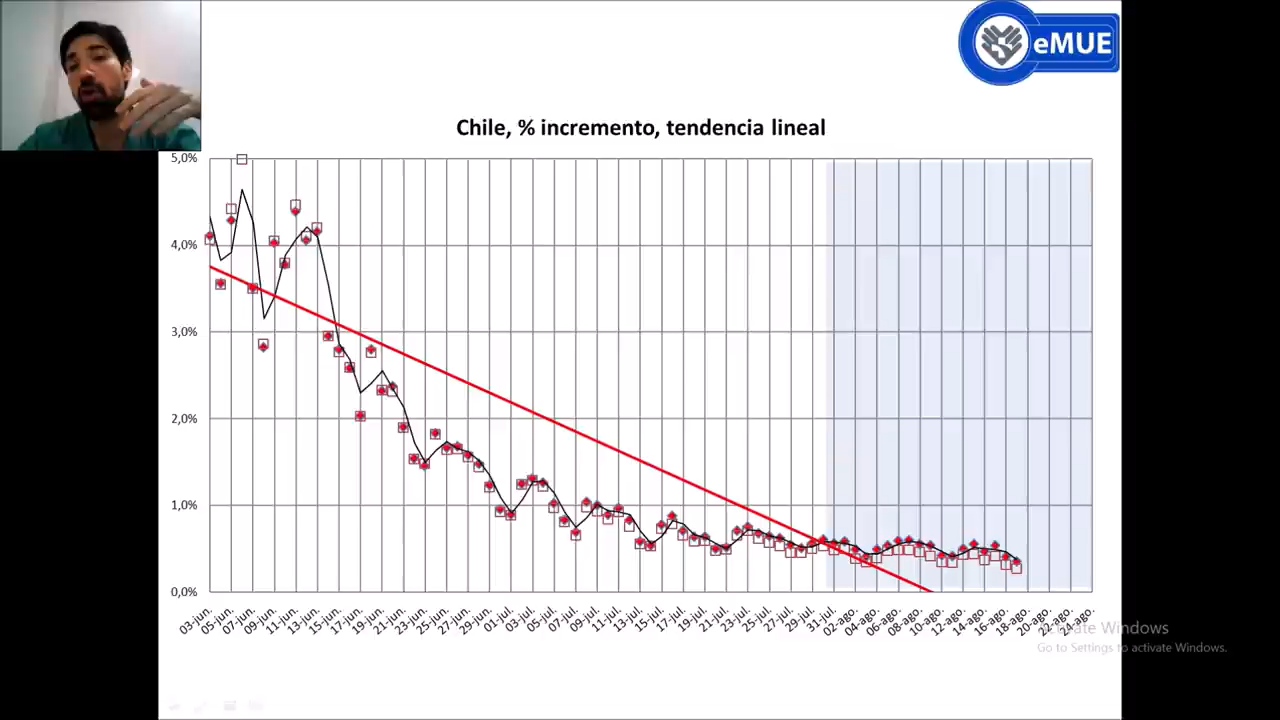 eMUE
Chile, % incremento, tendencia lineal
5,0%
4,0%
3,0%
2,0%
1,0%
0,0%
03-jun.
05-jun.
07-jun.
09-jun.
11-jun.
13-jun.
15-jun.
17-jun.
19-jun.
21-jun.
23-jun.
25-jun.
27-jun.
29-jun.
01-jul.
03-jul.
05-jul.
07-jul.
09-jul.
11-jul.
13-jul.
15-jul.
17-jul.
19-jul.
21-jul.
23-jul.
25-jul.
27-jul.
29-jul.
31-jul.
02-ago.
04-ago.
06-ago.
08-ago.
10-ago.
12-ago.
14-ago.
16-ago.
18-ago.
20-ago.
22-ago.
24-ago.
Activate Windows
Go to Settings to activate Windows.